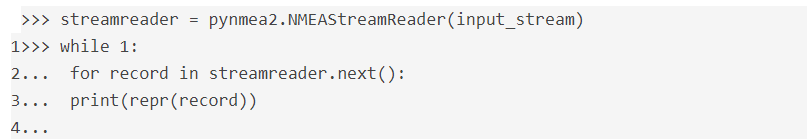 >>> streamreader = pynmea2.NMEAStreamReader(input_stream)
1>>> while 1:
2...  for record in streamreader.next():
3...  print(repr(record))
4...